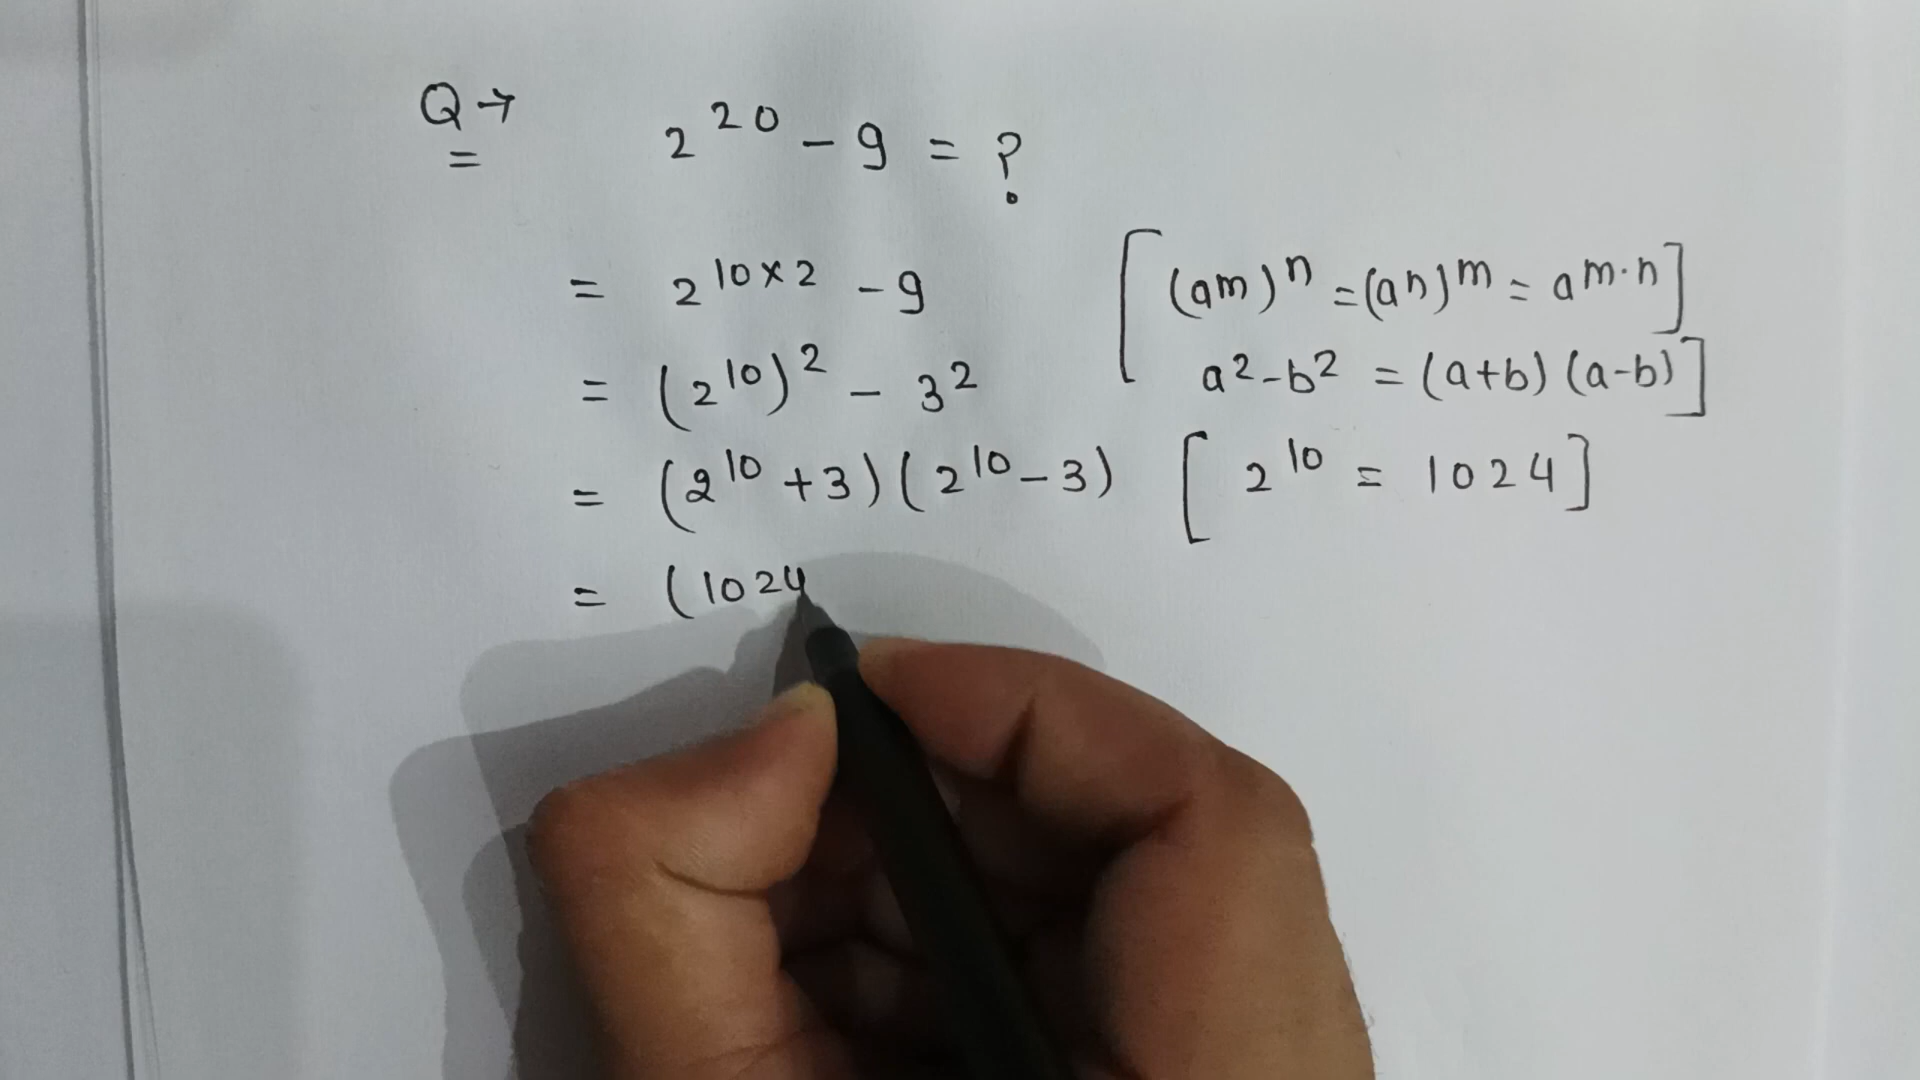 Q → 2²⁰ - 9 = ?
= 2¹⁰ˣ² - 9 [(am)ⁿ = (an)ᵐ = aᵐ·ⁿ]
= (2¹⁰)² - 3² a² - b² = (a+b) (a-b)]
= (2¹⁰ + 3) (2¹⁰ - 3) [2¹⁰ = 1024]
= (1024